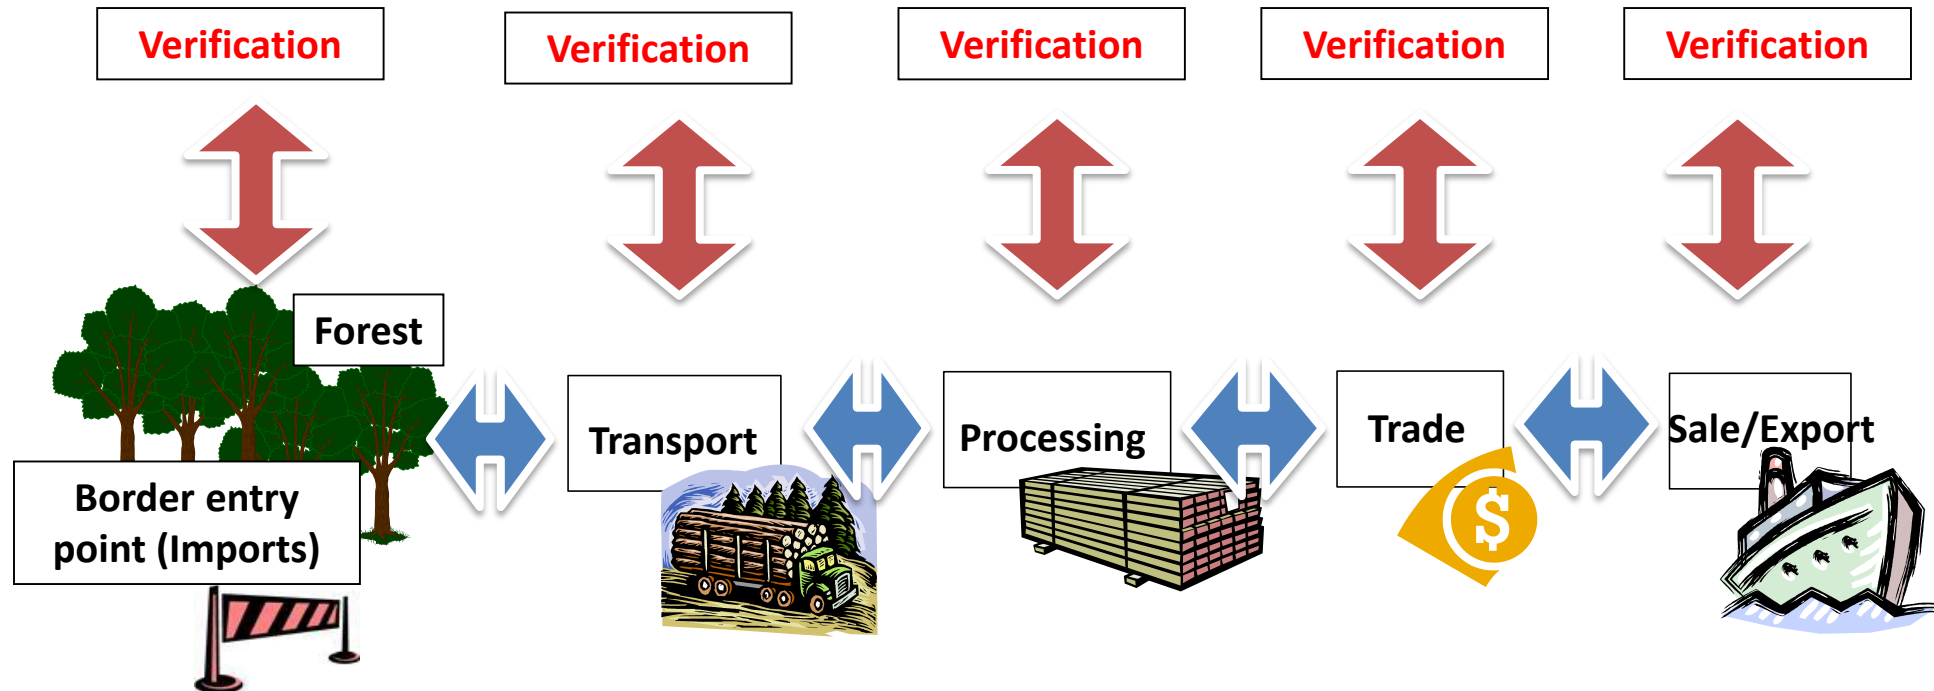 Verification
Verification
Verification
Verification
Verification
Forest
Border entry
point (Imports)
Transport
Processing
Trade
Sale/Export
$